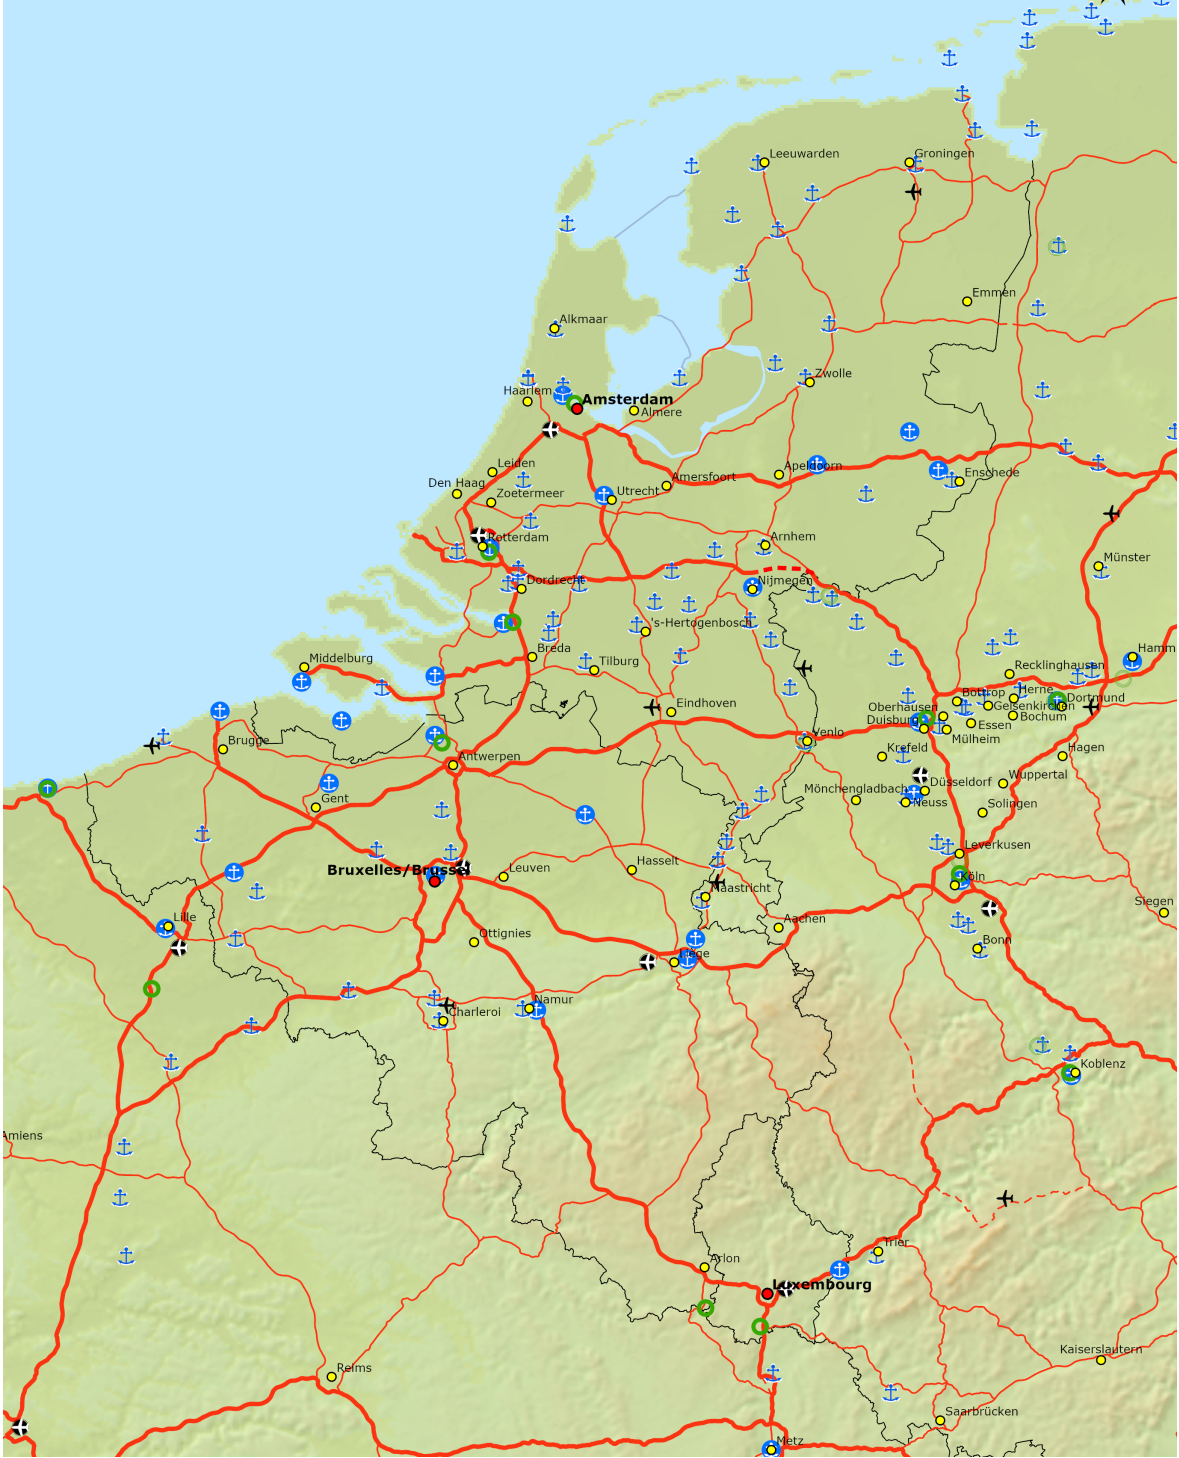 Leeuwarden
Groningen
Emmen
Alkmaar
Zwolle
Haarlem
Amsterdam
Almere
Leiden
Apeldoorn
Enschede
Amersfoort
Den Haag
Zoetermeer
Utrecht
Rotterdam
Arnhem
Münster
Dordrecht
Nijmegen
's-Hertogenbosch
Breda
Hamm
Middelburg
Tilburg
Recklinghausen
Herne
Bottrop
Dortmund
Eindhoven
Oberhausen
Gelsenkirchen
Duisburg
Bochum
Essen
Brugge
Venlo
Mülheim
Krefeld
Hagen
Antwerpen
Wuppertal
Düsseldorf
Mönchengladbach
Gent
Neuss
Solingen
Leverkusen
Bruxelles/Brussel
Leuven
Hasselt
Köln
Maastricht
Siegen
Lille
Aachen
Ottignies
Bonn
Liège
Namur
Charleroi
Koblenz
Amiens
Trier
Arlon
Luxembourg
Kaiserslautern
Reims
Saarbrücken
Metz